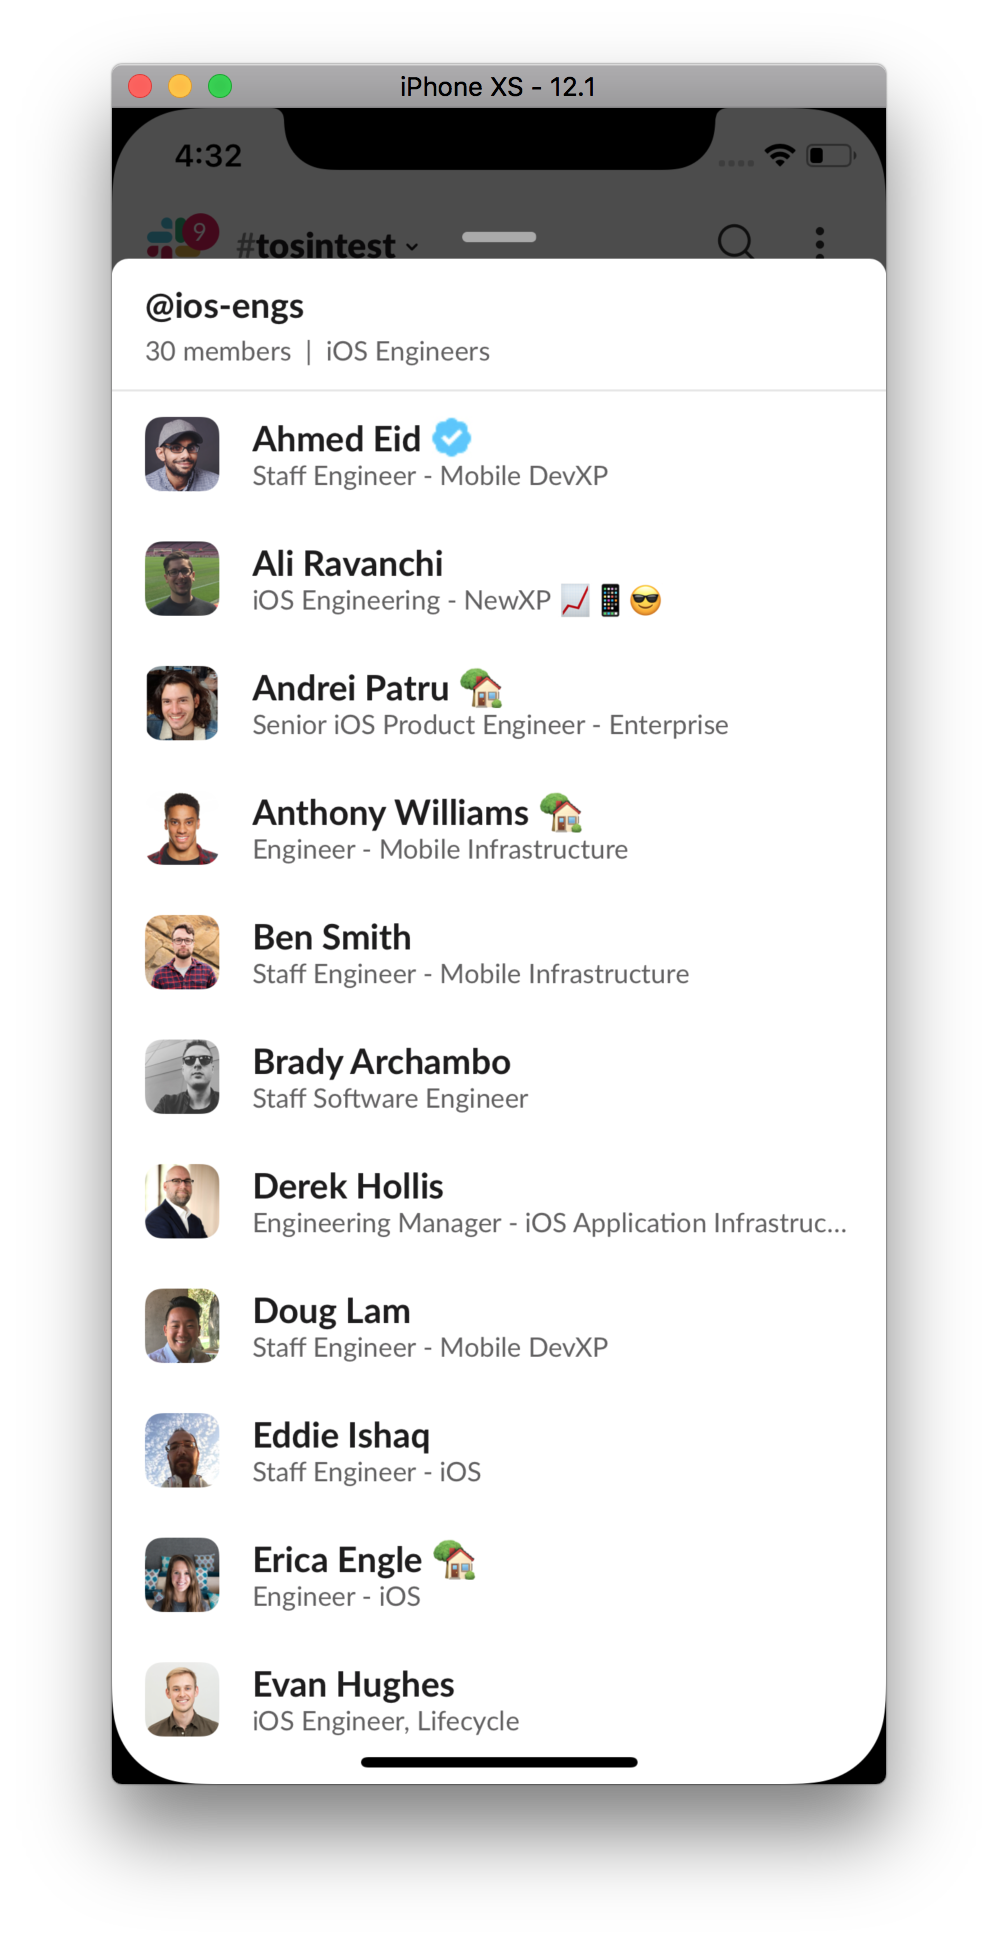 iPhone XS - 12.1
4:32
9
#tosintest
@ios-engs
30 members | iOS Engineers
Ahmed Eid
Staff Engineer - Mobile DevXP
Ali Ravanchi
iOS Engineering - NewXP 📈📱😎
Andrei Patru 🏡
Senior iOS Product Engineer - Enterprise
Anthony Williams 🏡
Engineer - Mobile Infrastructure
Ben Smith
Staff Engineer - Mobile Infrastructure
Brady Archambo
Staff Software Engineer
Derek Hollis
Engineering Manager - iOS Application Infrastruc...
Doug Lam
Staff Engineer - Mobile DevXP
Eddie Ishaq
Staff Engineer - iOS
Erica Engle 🏡
Engineer - iOS
Evan Hughes
iOS Engineer, Lifecycle